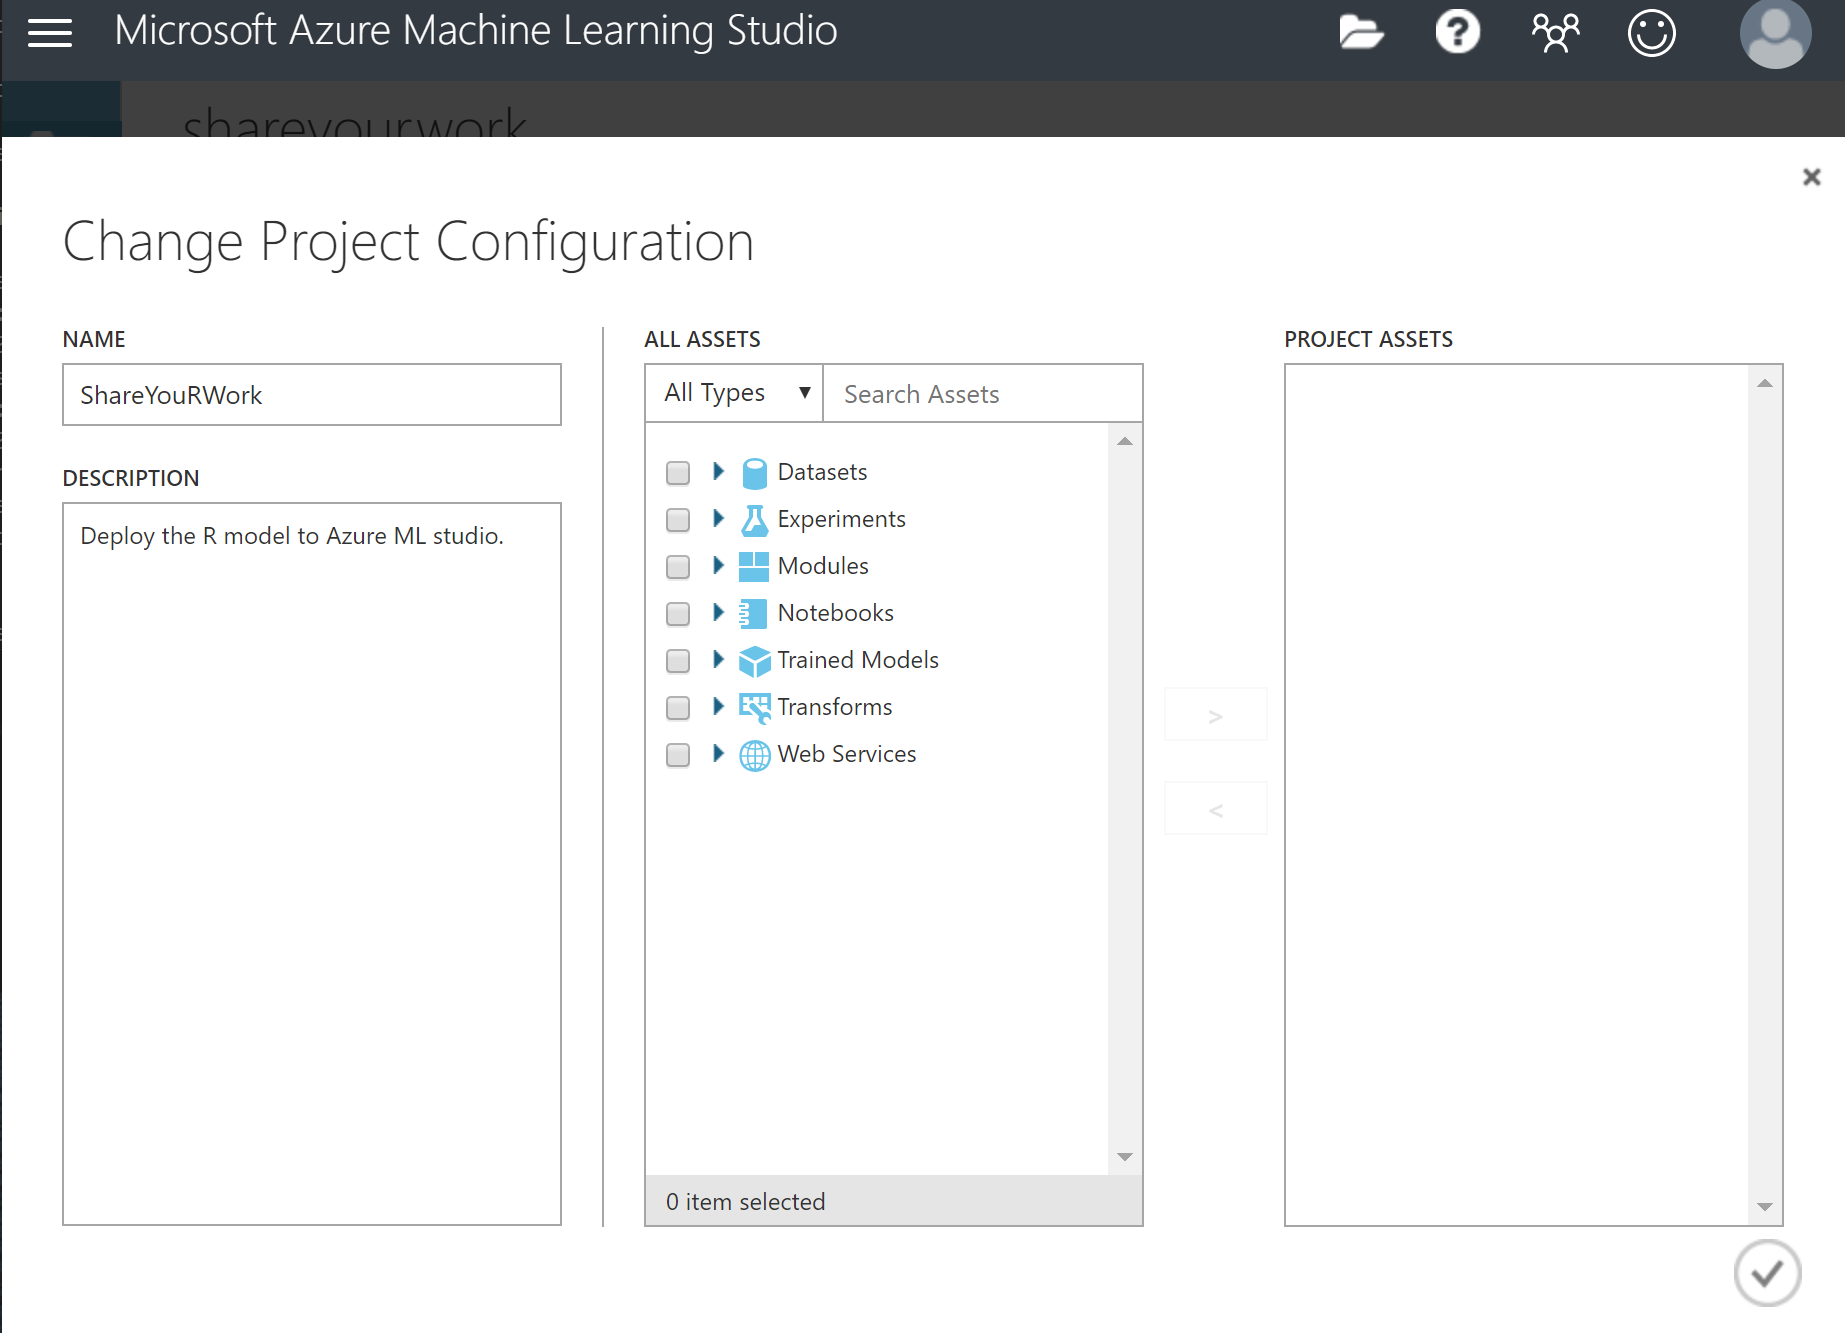 Microsoft Azure Machine Learning Studio
shareyourwork
Change Project Configuration
NAME
ShareYouRWork
DESCRIPTION
Deploy the R model to Azure ML studio.
ALL ASSETS
All Types
Search Assets
Datasets
Experiments
Modules
Notebooks
Trained Models
Transforms
Web Services
0 item selected
>
<
PROJECT ASSETS